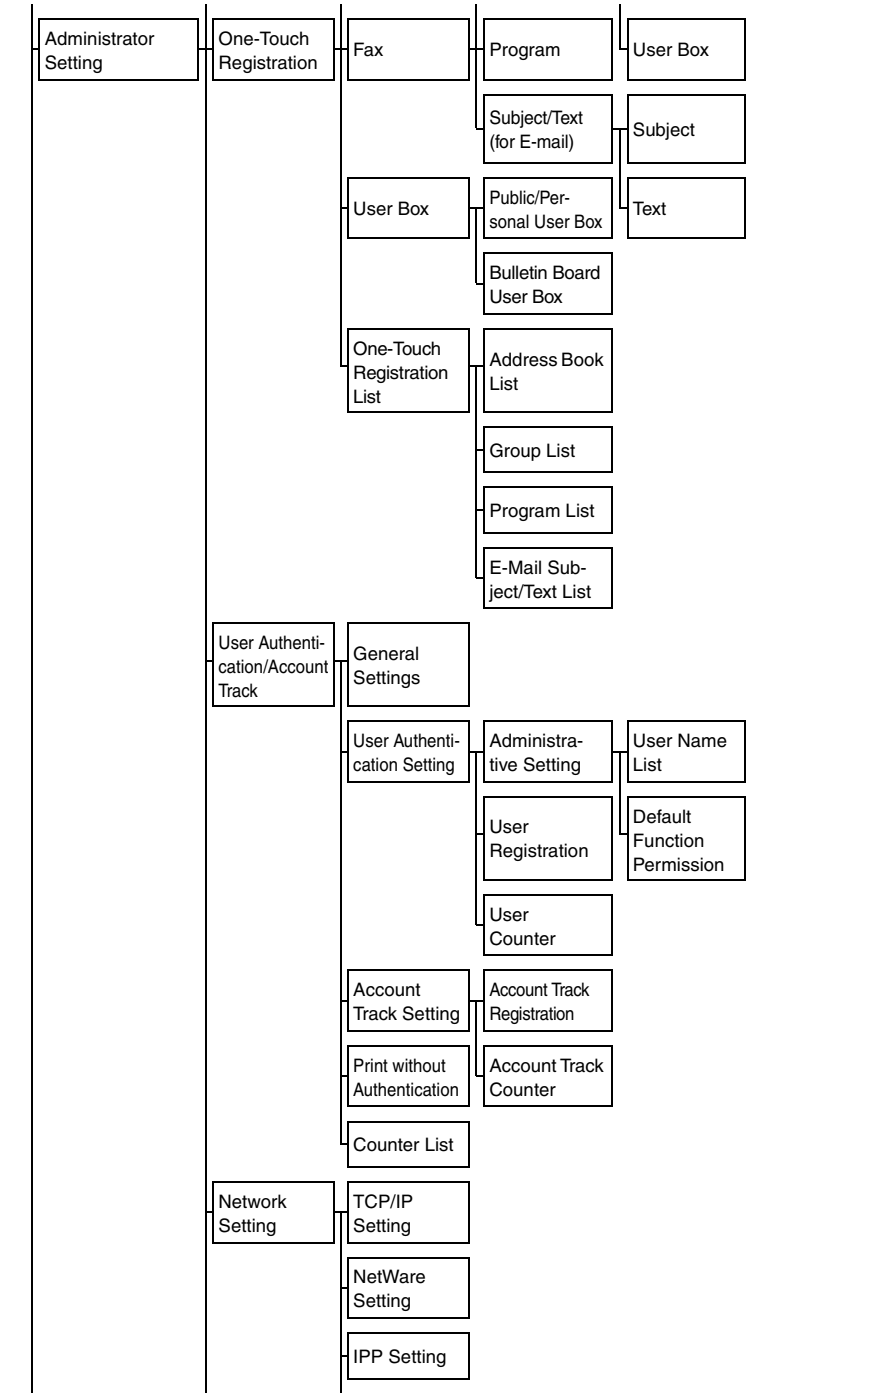 Administrator
Setting
One-Touch
Registration
Fax
Program
User Box
Subject/Text
(for E-mail)
Subject
User Box
Public/Per-
sonal User Box
Text
Bulletin Board
User Box
One-Touch
Registration
List
Address Book
List
Group List
Program List
E-Mail Sub-
ject/Text List
User Authenti-
cation/Account
Track
General
Settings
User Authenti-
cation Setting
Administra-
tive Setting
User Name
List
User
Registration
Default
Function
Permission
User
Counter
Account
Track Setting
Account Track
Registration
Print without
Authentication
Account Track
Counter
Counter List
Network
Setting
TCP/IP
Setting
NetWare
Setting
IPP Setting